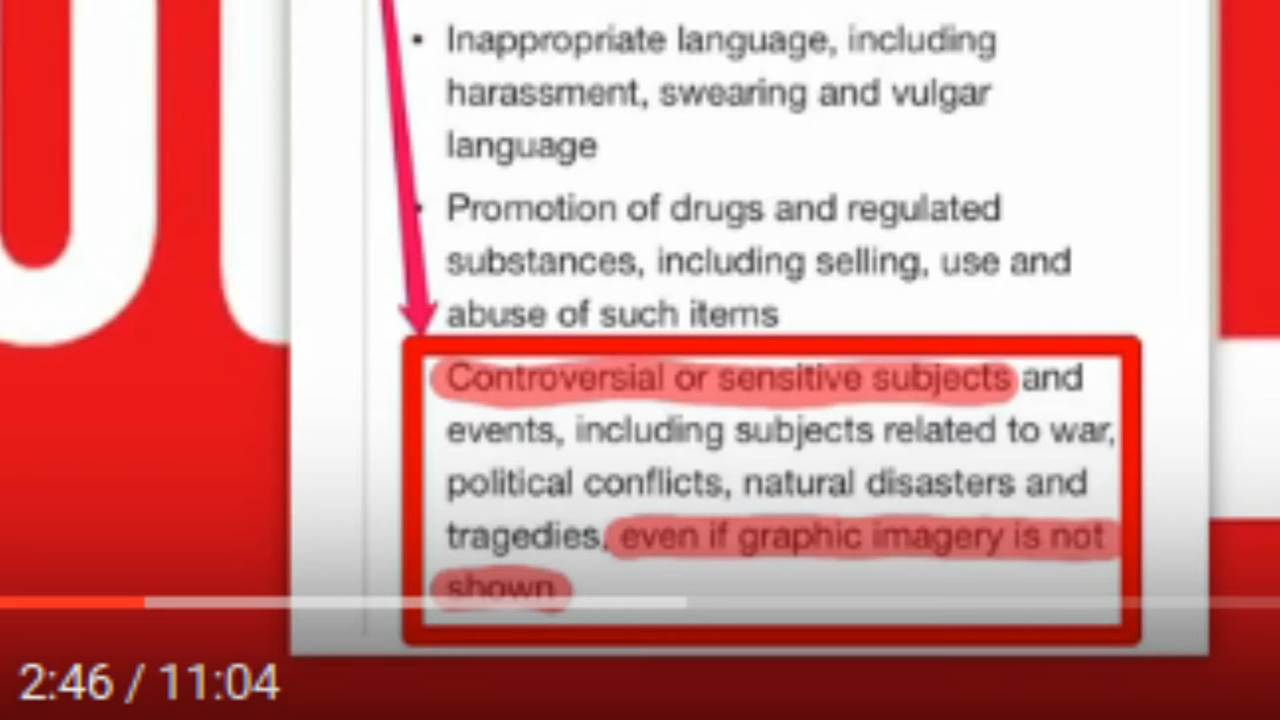 • Inappropriate language, including
harassment, swearing and vulgar
language
• Promotion of drugs and regulated
substances, including selling, use and
abuse of such items
Controversial or sensitive subjects and
events, including subjects related to war,
political conflicts, natural disasters and
tragedies, even if graphic imagery is not
shown
2:46 / 11:04